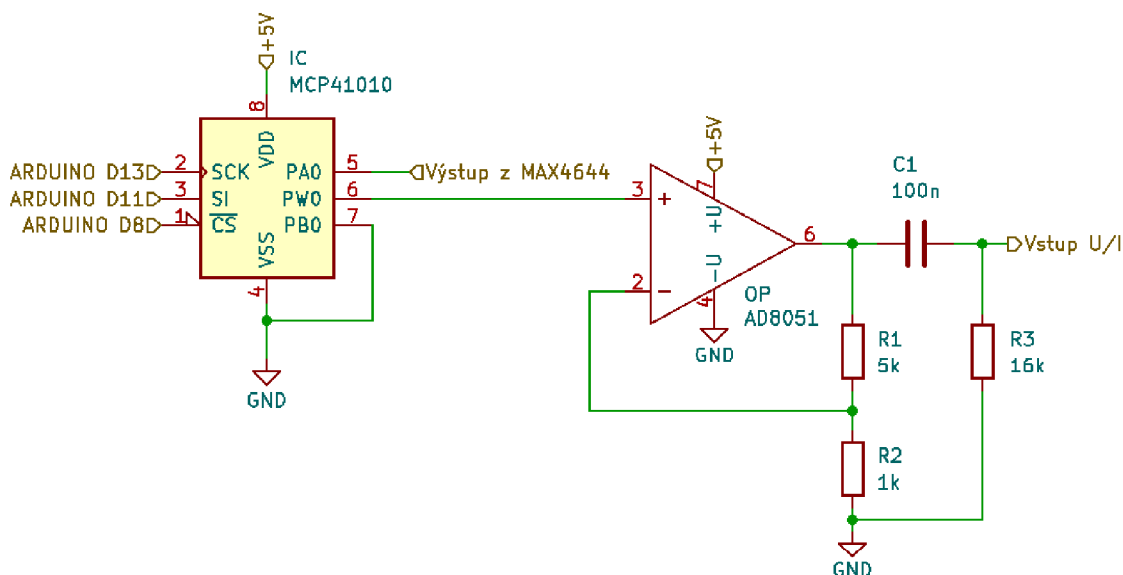 +5V
IC
MCP41010
8
VDD
ARDUINO D13
2
SCK
PA0
5
Výstup z MAX4644
ARDUINO D11
3
SI
PW0
6
ARDUINO D8
1
CS
PB0
7
VSS
4
GND
+5V
7
3
+
+U
6
-U
2
-
4
OP
AD8051
GND
C1
100n
Vstup U/I
R1
5k
R3
16k
R2
1k
GND